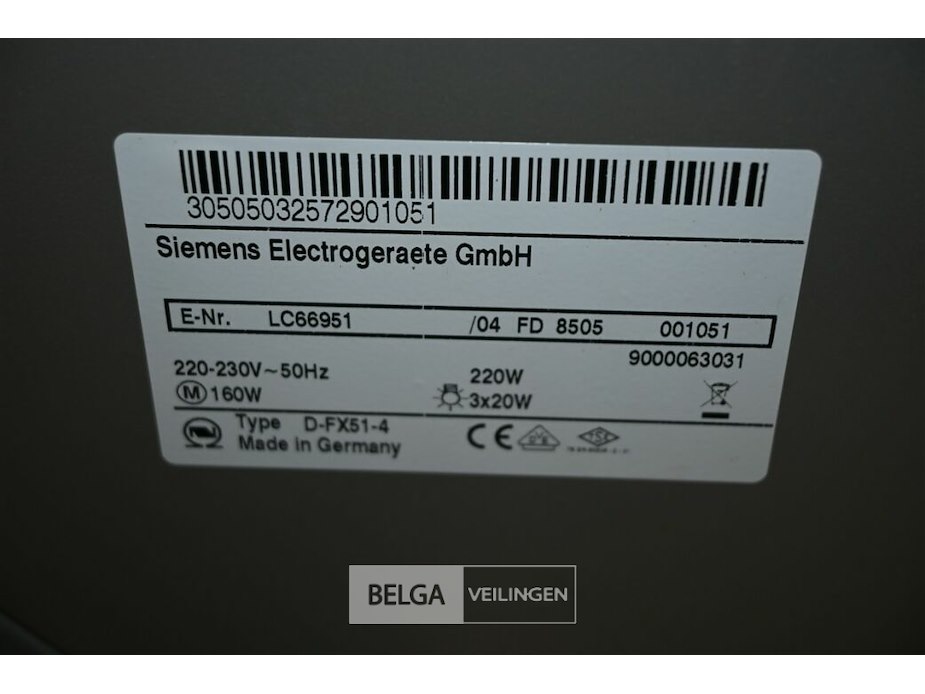 30505032572901051
Siemens Electrogeraete GmbH
E-Nr. LC66951 /04 FD 8505 001051
9000063031
220-230V~50Hz 220W
M 160W 3x20W
Type D-FX51-4
Made in Germany
CE
TSE
BELGA VEILINGEN